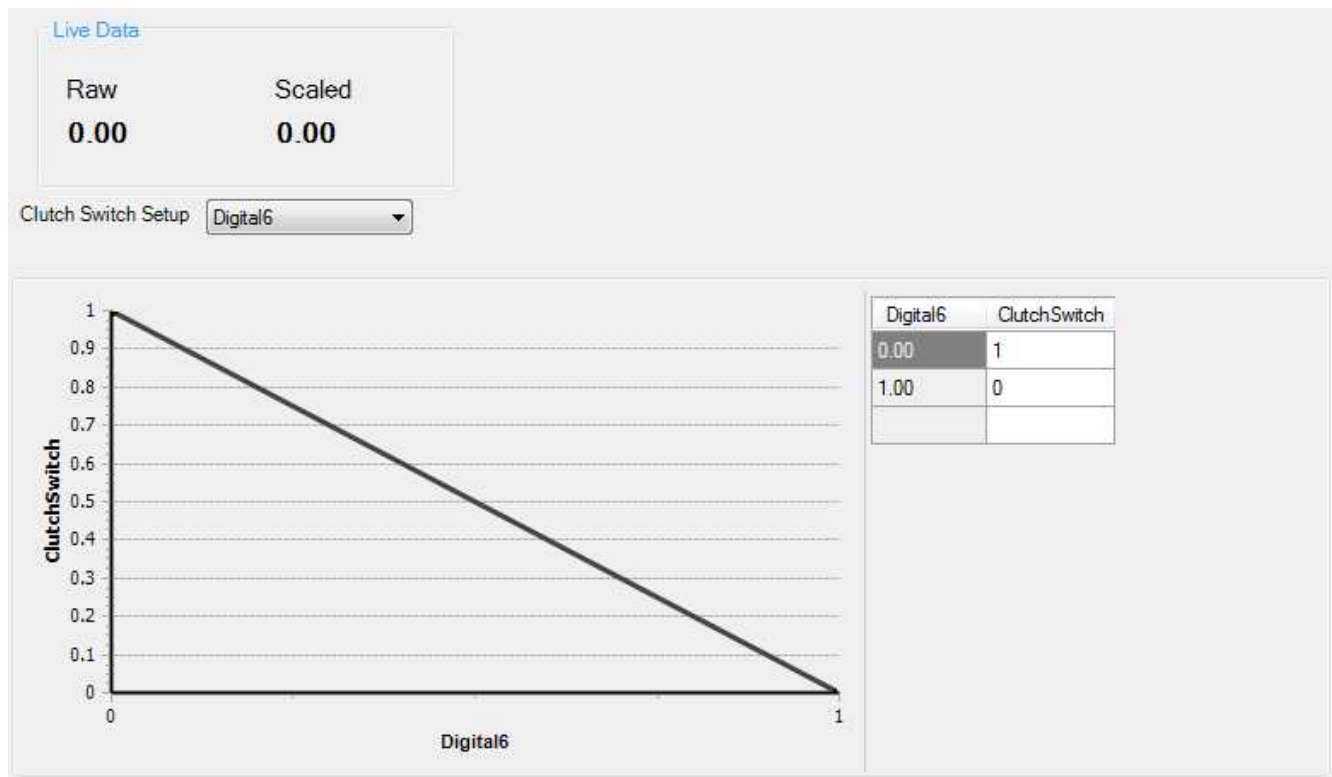 Live Data
Raw Scaled
0.00 0.00
Clutch Switch Setup Digital6
1
0.9
0.8
0.7
0.6
0.5
0.4
0.3
0.2
0.1
0
ClutchSwitch
0 1
Digital6
Digital6 ClutchSwitch
0.00 1
1.00 0